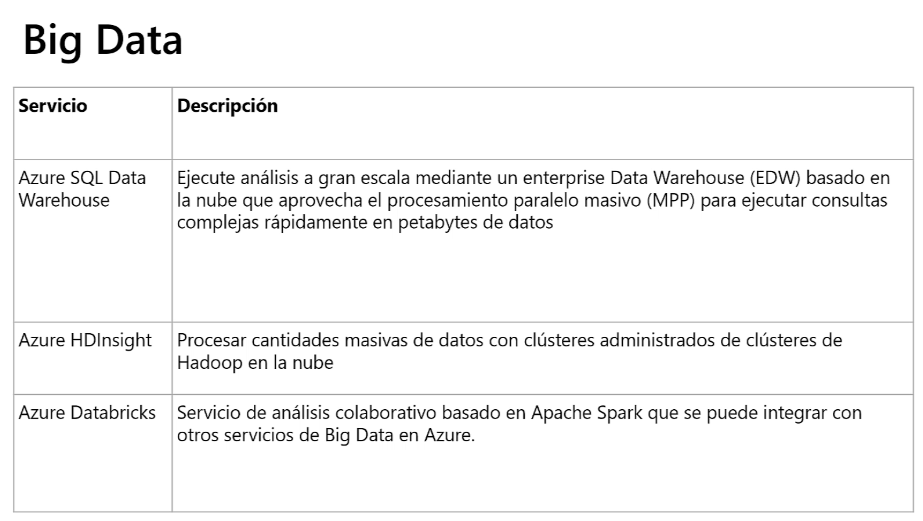 Big Data
Servicio
Descripción
Azure SQL Data
Warehouse
Ejecute análisis a gran escala mediante un enterprise Data Warehouse (EDW) basado en
la nube que aprovecha el procesamiento paralelo masivo (MPP) para ejecutar consultas
complejas rápidamente en petabytes de datos
Azure HDInsight
Procesar cantidades masivas de datos con clústeres administrados de clústeres de
Hadoop en la nube
Azure Databricks
Servicio de análisis colaborativo basado en Apache Spark que se puede integrar con
otros servicios de Big Data en Azure.